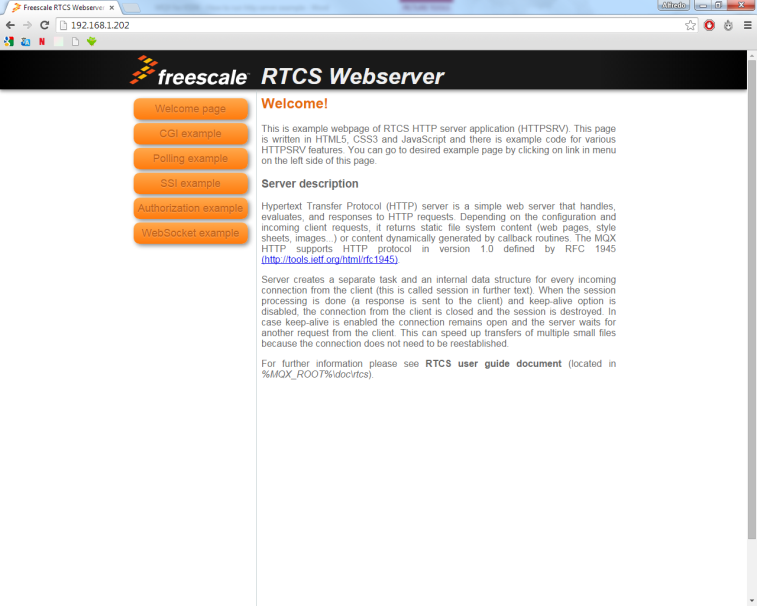 Freescale RTCS Webserver
Alfredo
192.168.1.202
freescale RTCS Webserver
Welcome page
CGI example
Polling example
SSI example
Authorization example
WebSocket example
Welcome!
This is example webpage of RTCS HTTP server application (HTTPSRV). This page
is written in HTML5, CSS3 and JavaScript and there is example code for various
HTTPSRV features. You can go to desired example page by clicking on link in menu
on the left side of this page.
Server description
Hypertext Transfer Protocol (HTTP) server is a simple web server that handles,
evaluates, and responses to HTTP requests. Depending on the configuration and
incoming client requests, it returns static file system content (web pages, style
sheets, images...) or content dynamically generated by callback routines. The MQX
HTTP supports HTTP protocol in version 1.0 defined by RFC 1945
(http://tools.ietf.org/html/rfc1945).
Server creates a separate task and an internal data structure for every incoming
connection from the client (this is called session in further text). When the session
processing is done (a response is sent to the client) and keep-alive option is
disabled, the connection from the client is closed and the session is destroyed. In
case keep-alive is enabled the connection remains open and the server waits for
another request from the client. This can speed up transfers of multiple small files
because the connection does not need to be reestablished.
For further information please see RTCS user guide document (located in
%MQX_ROOT%\doc\rtcs).